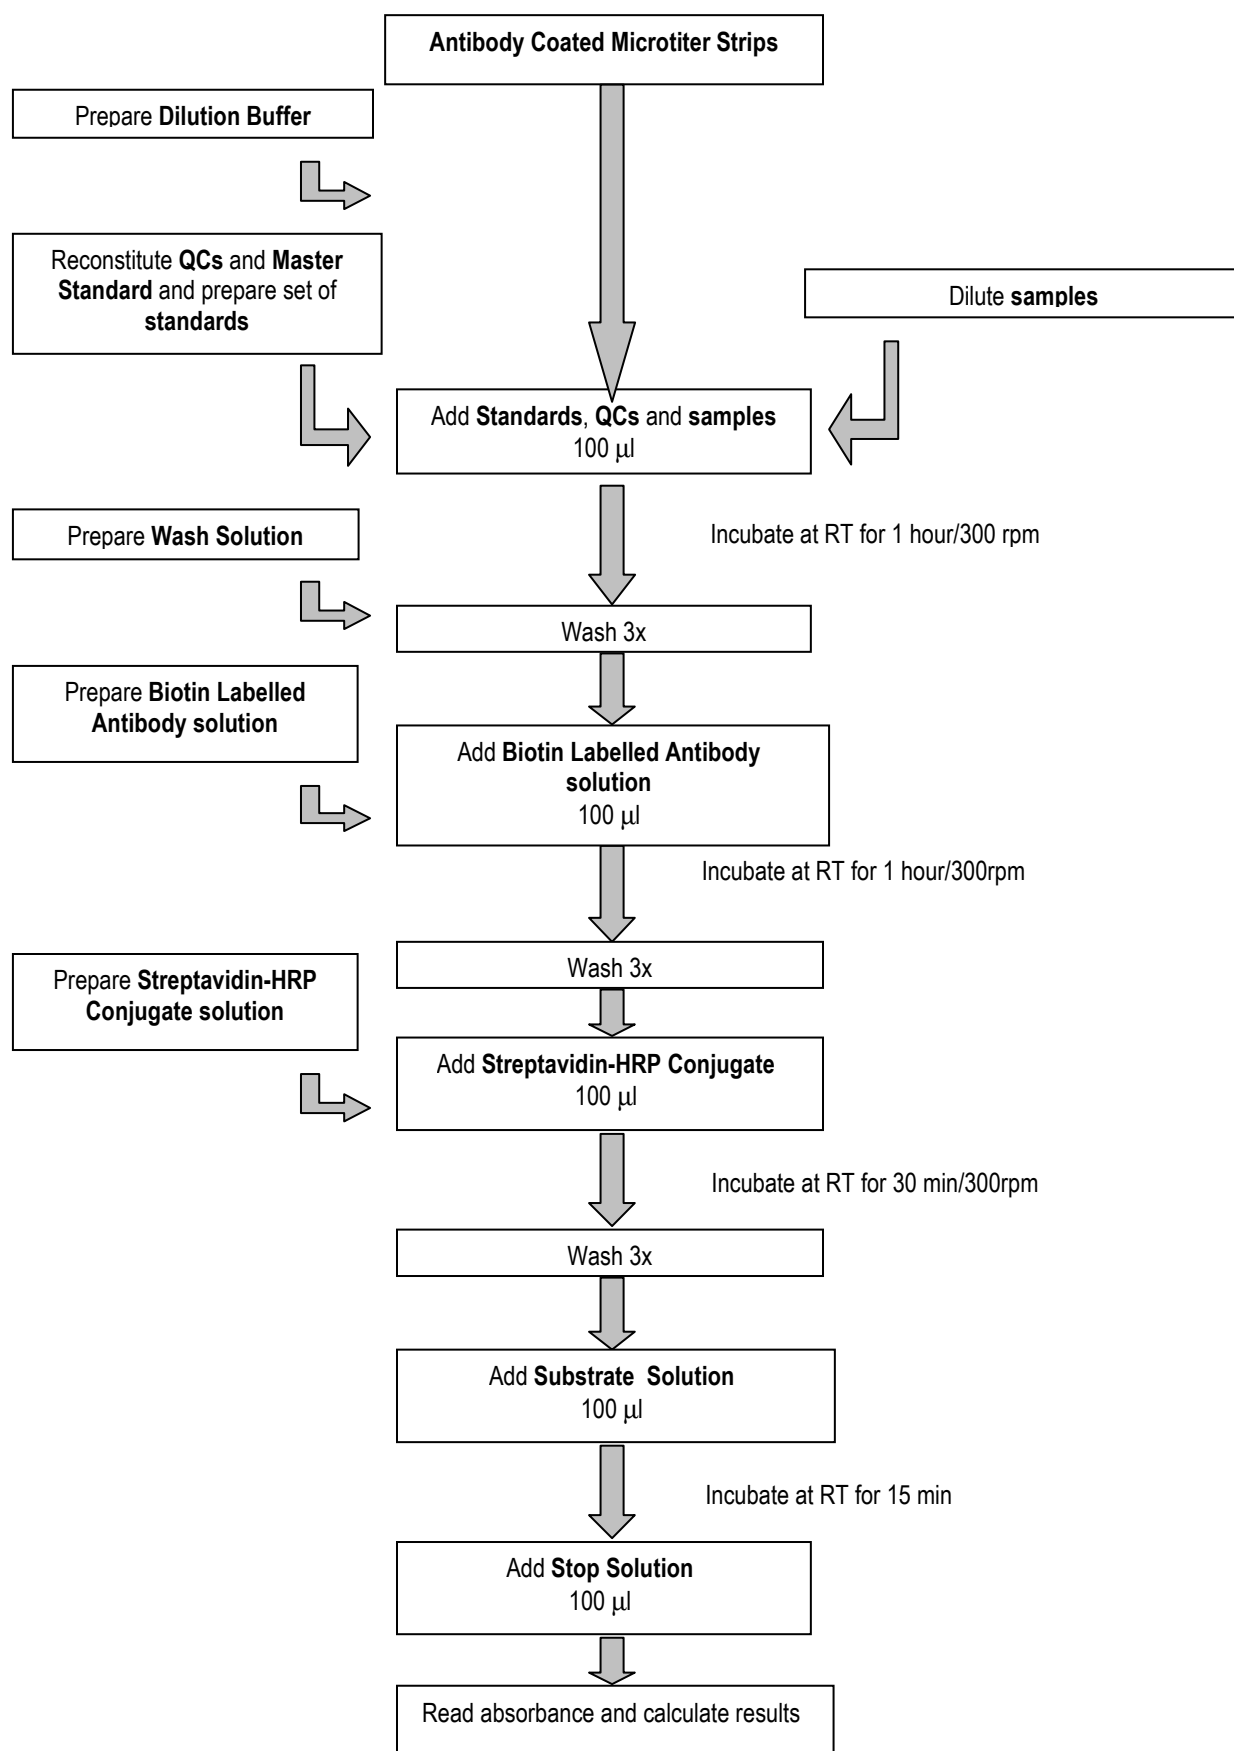 Antibody Coated Microtiter Strips
Prepare Dilution Buffer
Reconstitute QCs and Master
Standard and prepare set of
standards
Dilute samples
Add Standards, QCs and samples
100 μl
Incubate at RT for 1 hour/300 rpm
Prepare Wash Solution
Wash 3x
Prepare Biotin Labelled
Antibody solution
Add Biotin Labelled Antibody
solution
100 μl
Incubate at RT for 1 hour/300rpm
Wash 3x
Prepare Streptavidin-HRP
Conjugate solution
Add Streptavidin-HRP Conjugate
100 μl
Incubate at RT for 30 min/300rpm
Wash 3x
Add Substrate  Solution
100 μl
Incubate at RT for 15 min
Add Stop Solution
100 μl
Read absorbance and calculate results